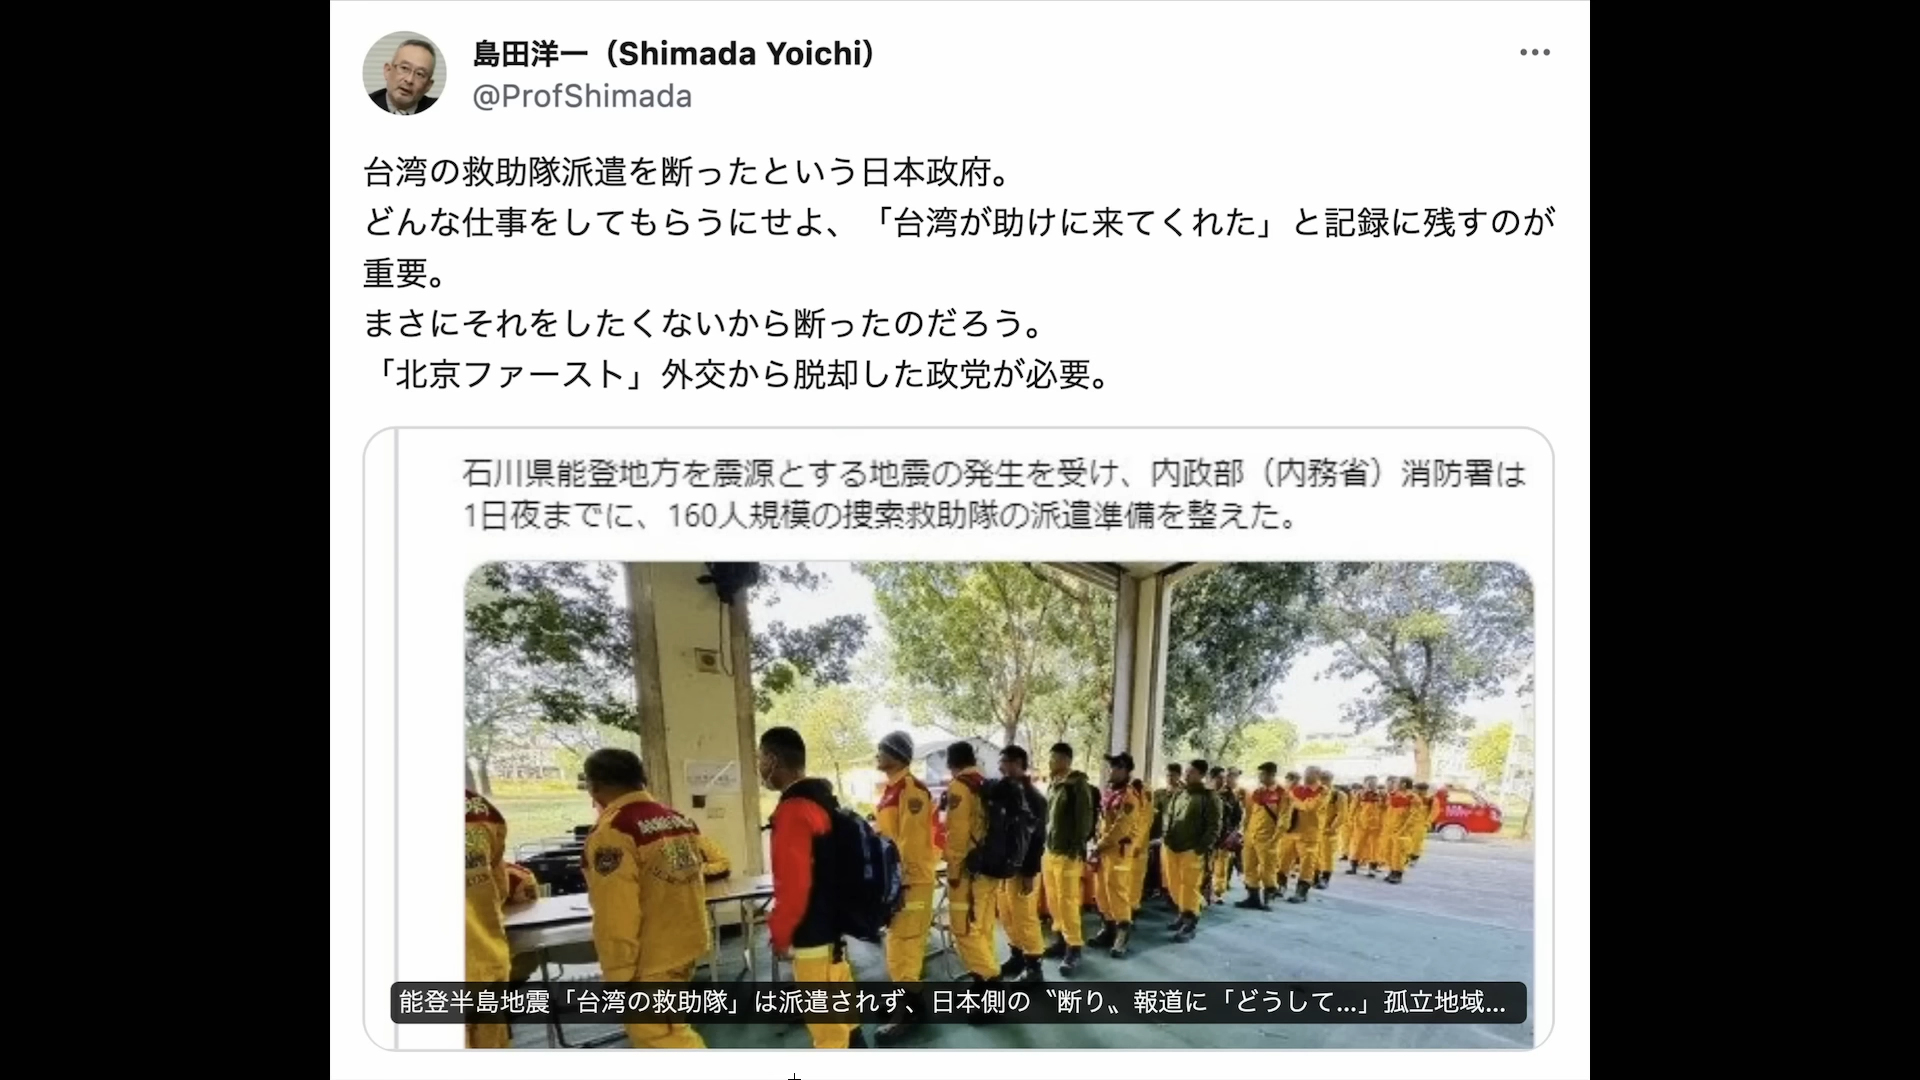 島田洋一（Shimada Yoichi）
@ProfShimada
台湾の救助隊派遣を断ったという日本政府。
どんな仕事をしてもらうにせよ、「台湾が助けに来てくれた」と記録に残すのが
重要。
まさにそれをしたくないから断ったのだろう。
「北京ファースト」外交から脱却した政党が必要。
石川県能登地方を震源とする地震の発生を受け、内政部（内務省）消防署は
1日夜までに、160人規模の捜索救助隊の派遣準備を整えた。
能登半島地震「台湾の救助隊」は派遣されず、日本側の〝断り〟報道に「どうして...」孤立地域...